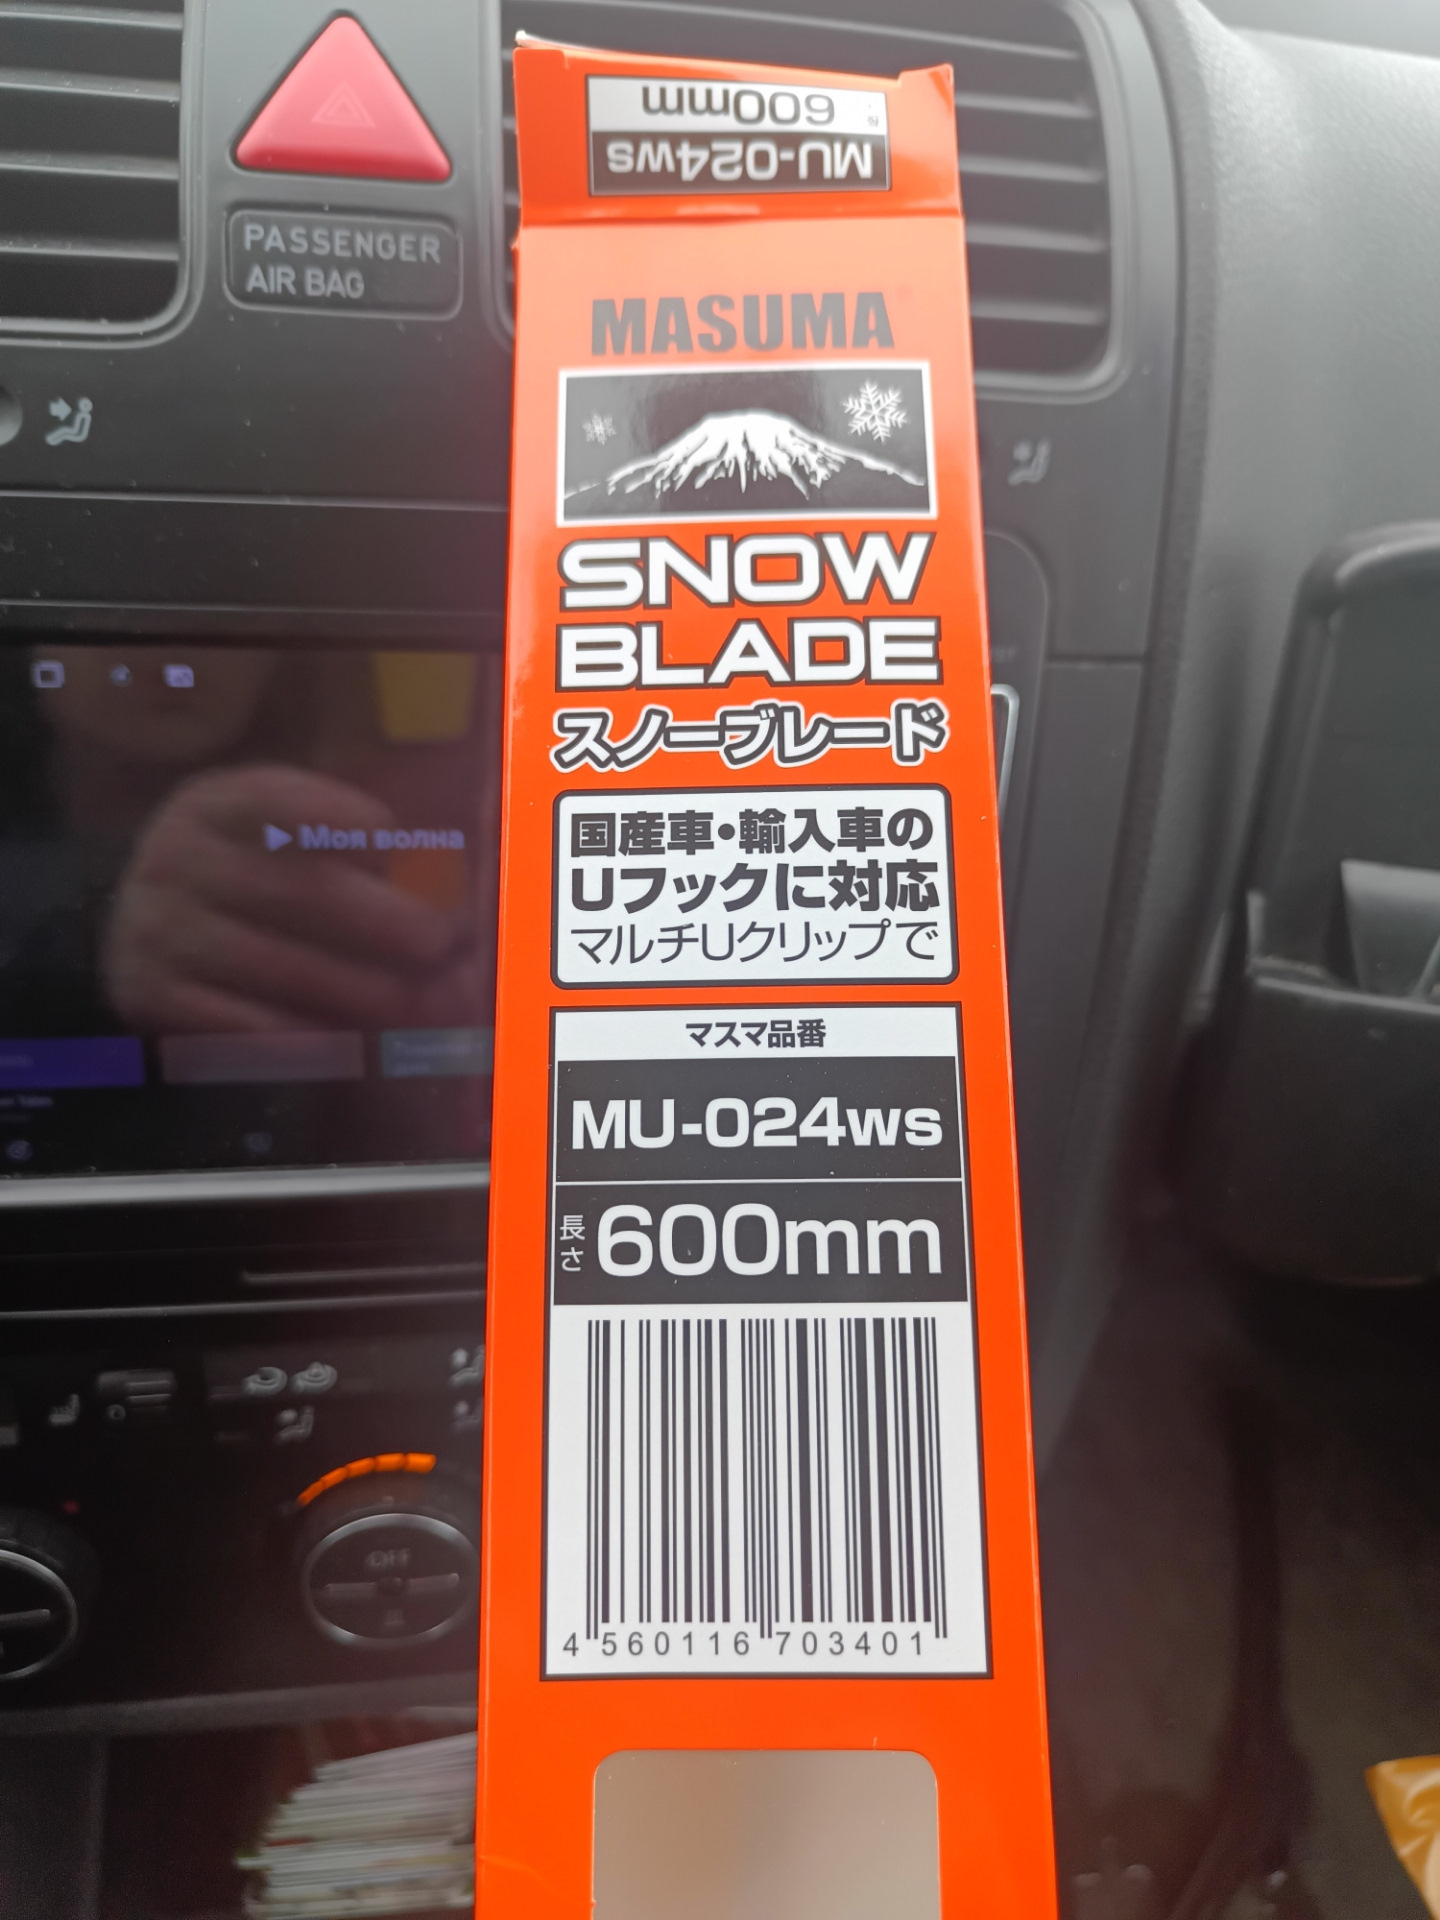 600mm
MU-024ws
PASSENGER
AIR BAG
MASUMA
SNOW
BLADE
スノーブレード
国産車・輸入車の
Uフックに対応
マルチUクリップで
▶ Моя волна
マスマ品番
MU-024ws
長さ 600mm
4 560116 703401
OFF